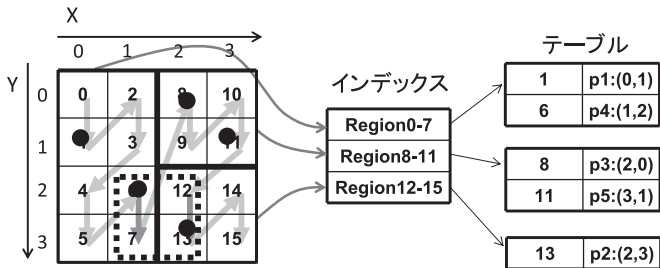 X
0 1 2 3
Y
0 0 2 8 10
1 3 9 11
2 4 12 14
3 5 7 13 15
インデックス
Region0-7
Region8-11
Region12-15
テーブル
1 p1:(0,1)
6 p4:(1,2)
8 p3:(2,0)
11 p5:(3,1)
13 p2:(2,3)